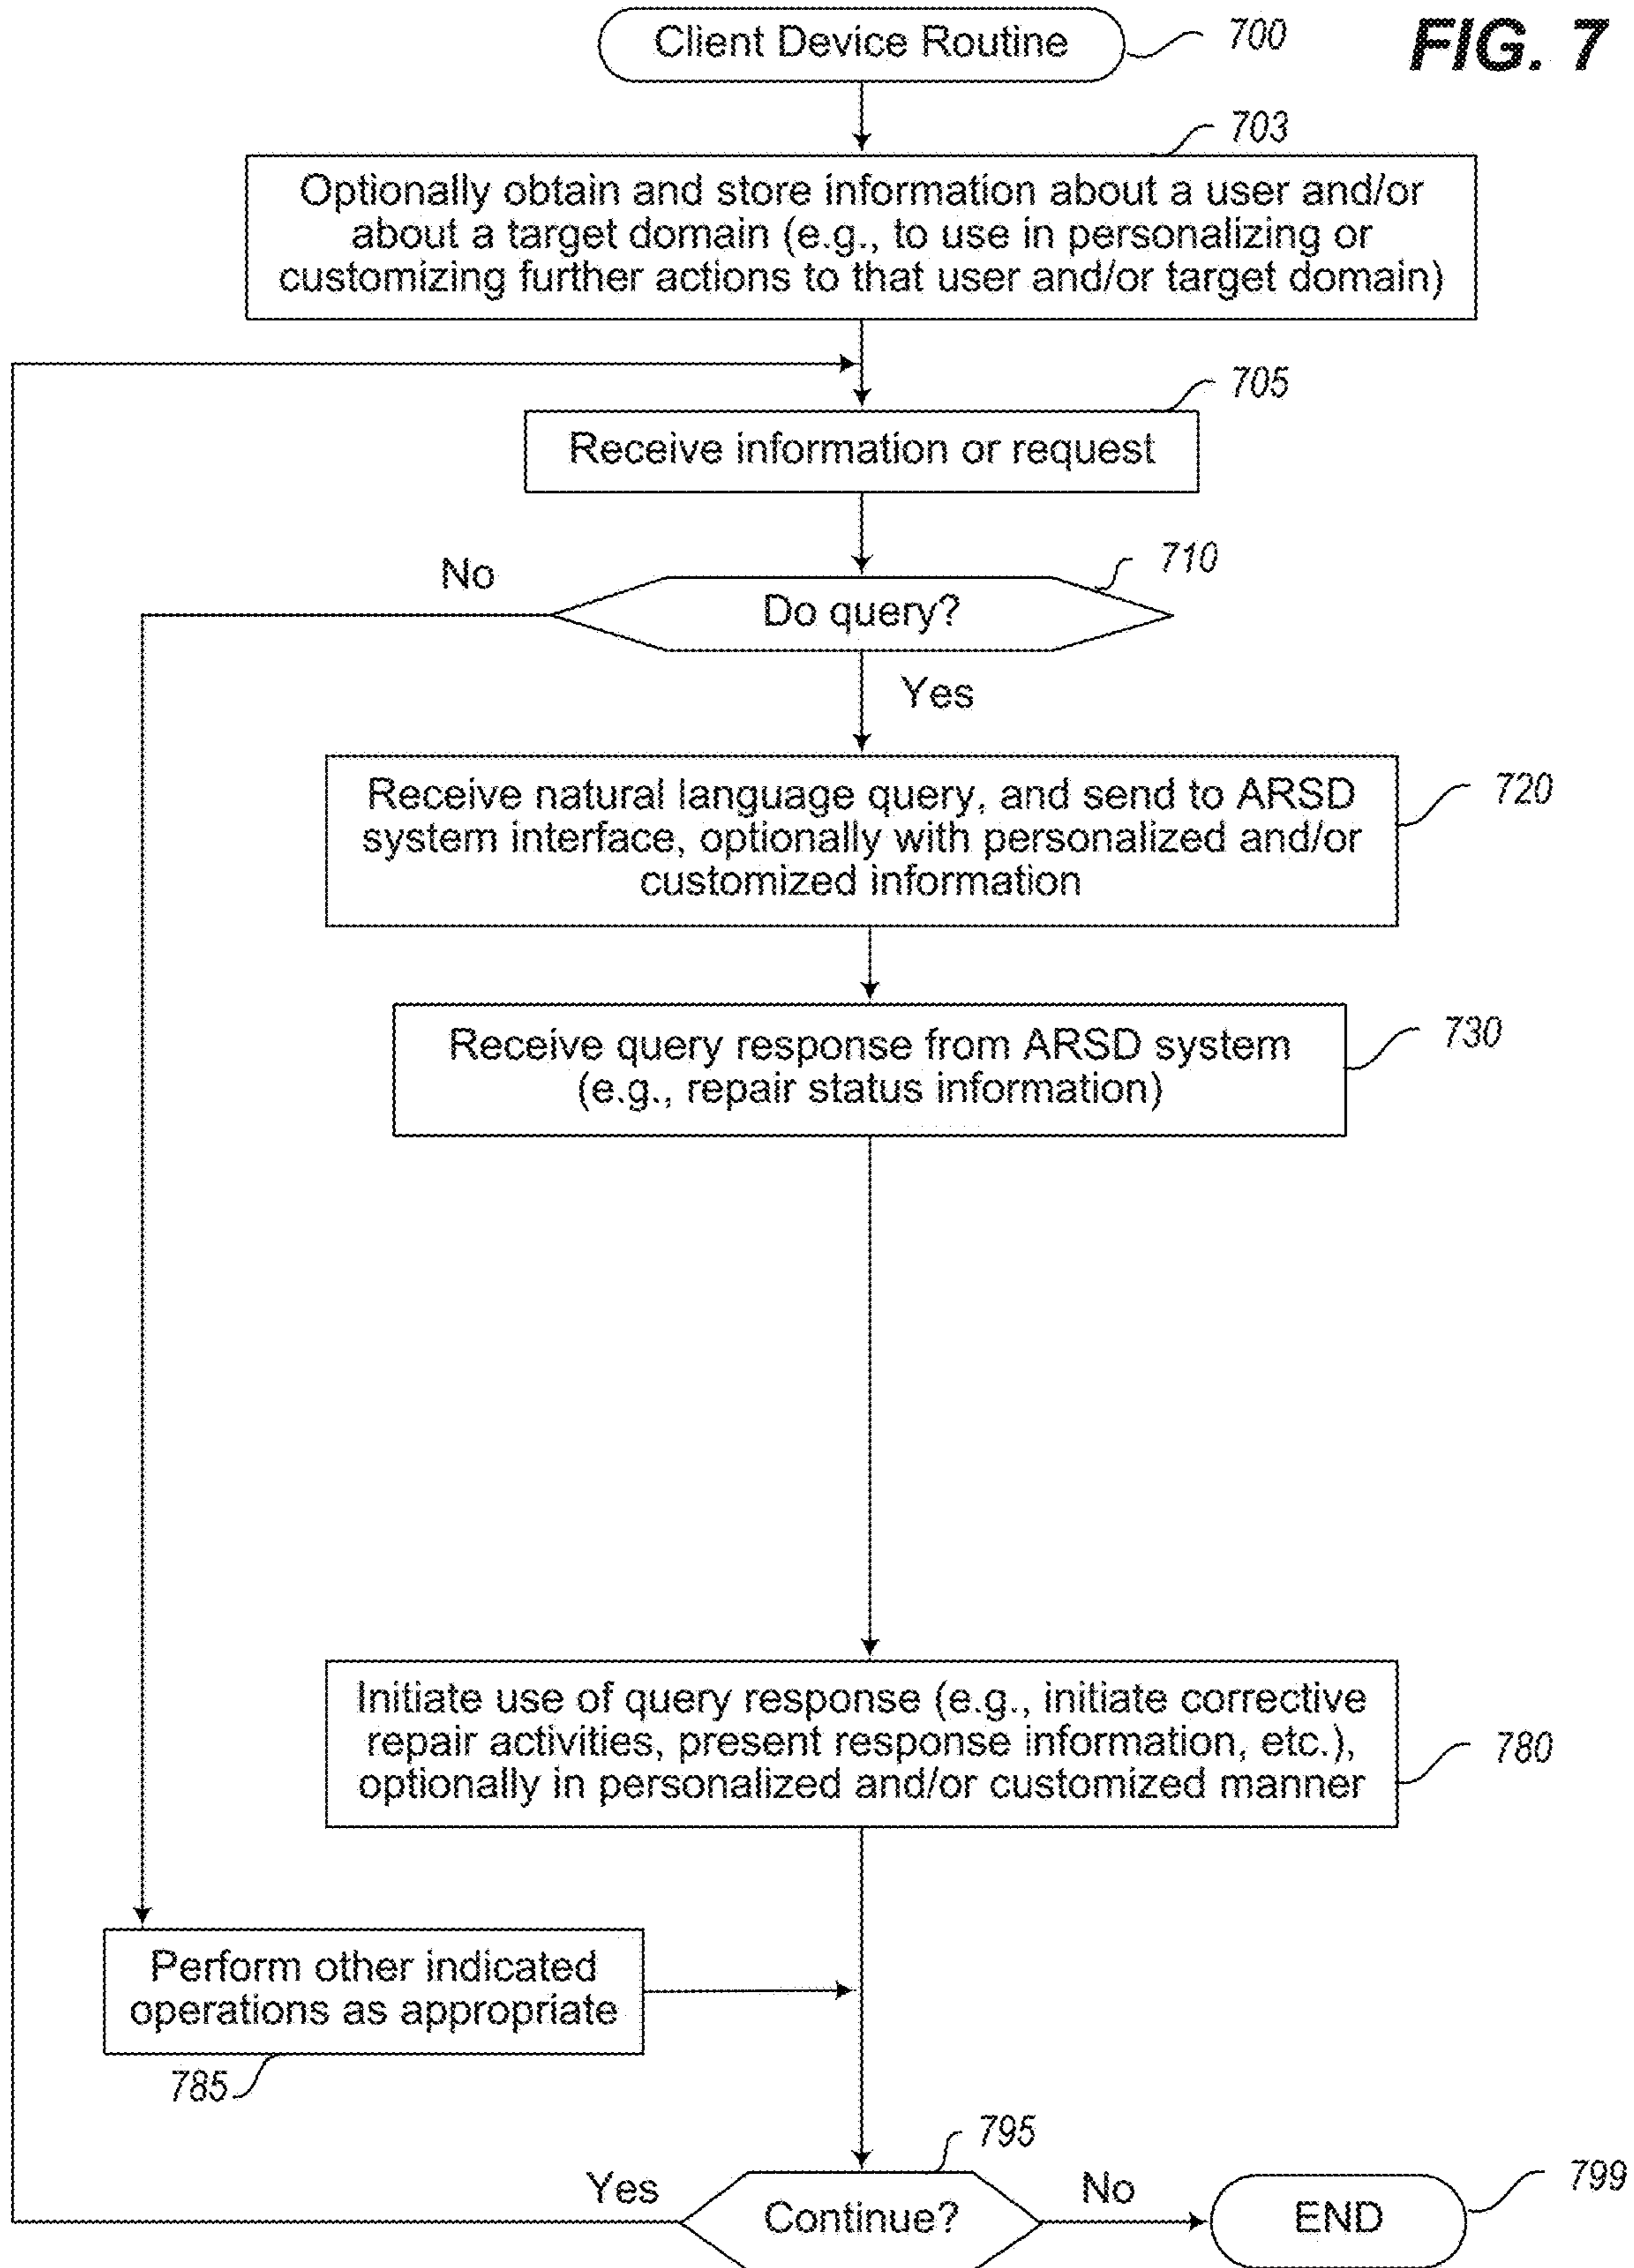 Client Device Routine
700
FIG. 7
703
Optionally obtain and store information about a user and/or
about a target domain (e.g., to use in personalizing or
customizing further actions to that user and/or target domain)
705
Receive information or request
710
No
Do query?
Yes
720
Receive natural language query, and send to ARSD
system interface, optionally with personalized and/or
customized information
730
Receive query response from ARSD system
(e.g., repair status information)
Initiate use of query response (e.g., initiate corrective
repair activities, present response information, etc.),
optionally in personalized and/or customized manner
780
Perform other indicated
operations as appropriate
785
795
Yes
Continue?
No
END
799